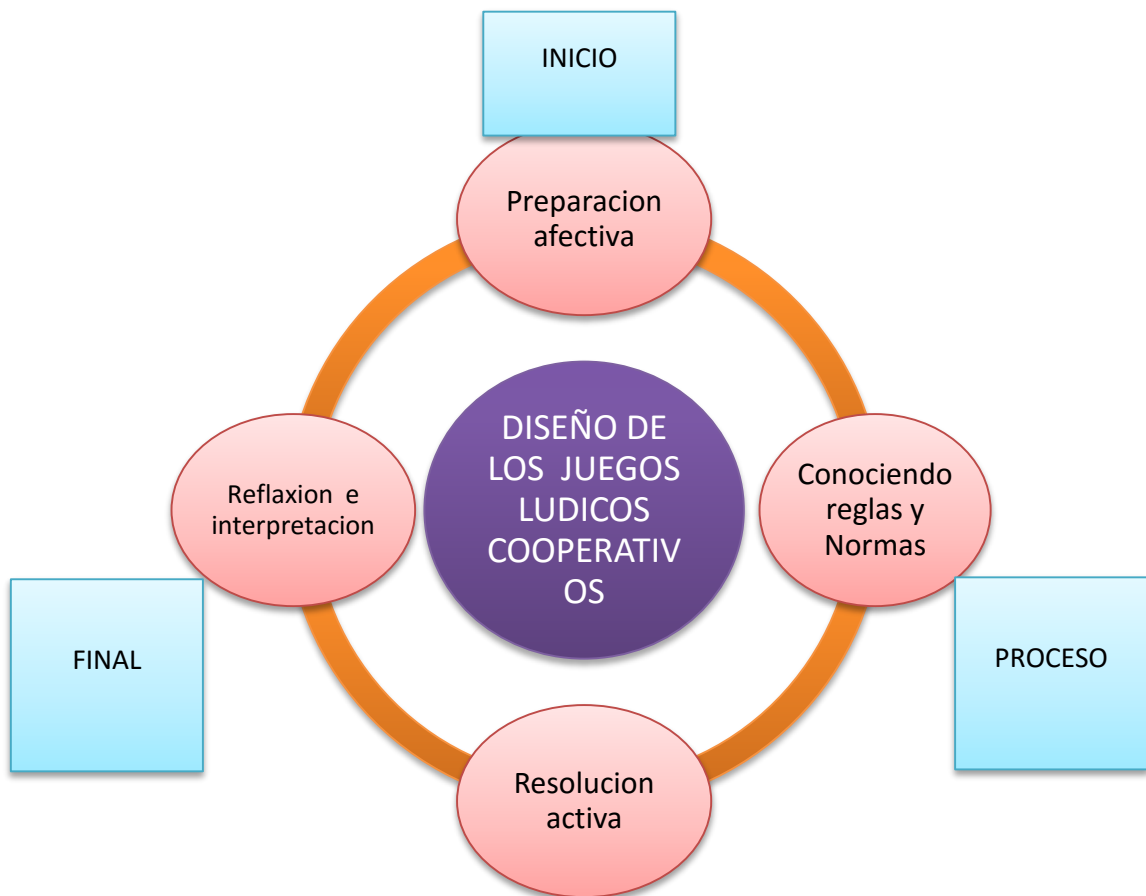 INICIO
Preparacion
afectiva
DISEÑO DE
LOS JUEGOS
LUDICOS
COOPERATIV
OS
Conociendo
reglas y
Normas
Reflaxion e
interpretacion
FINAL
PROCESO
Resolucion
activa